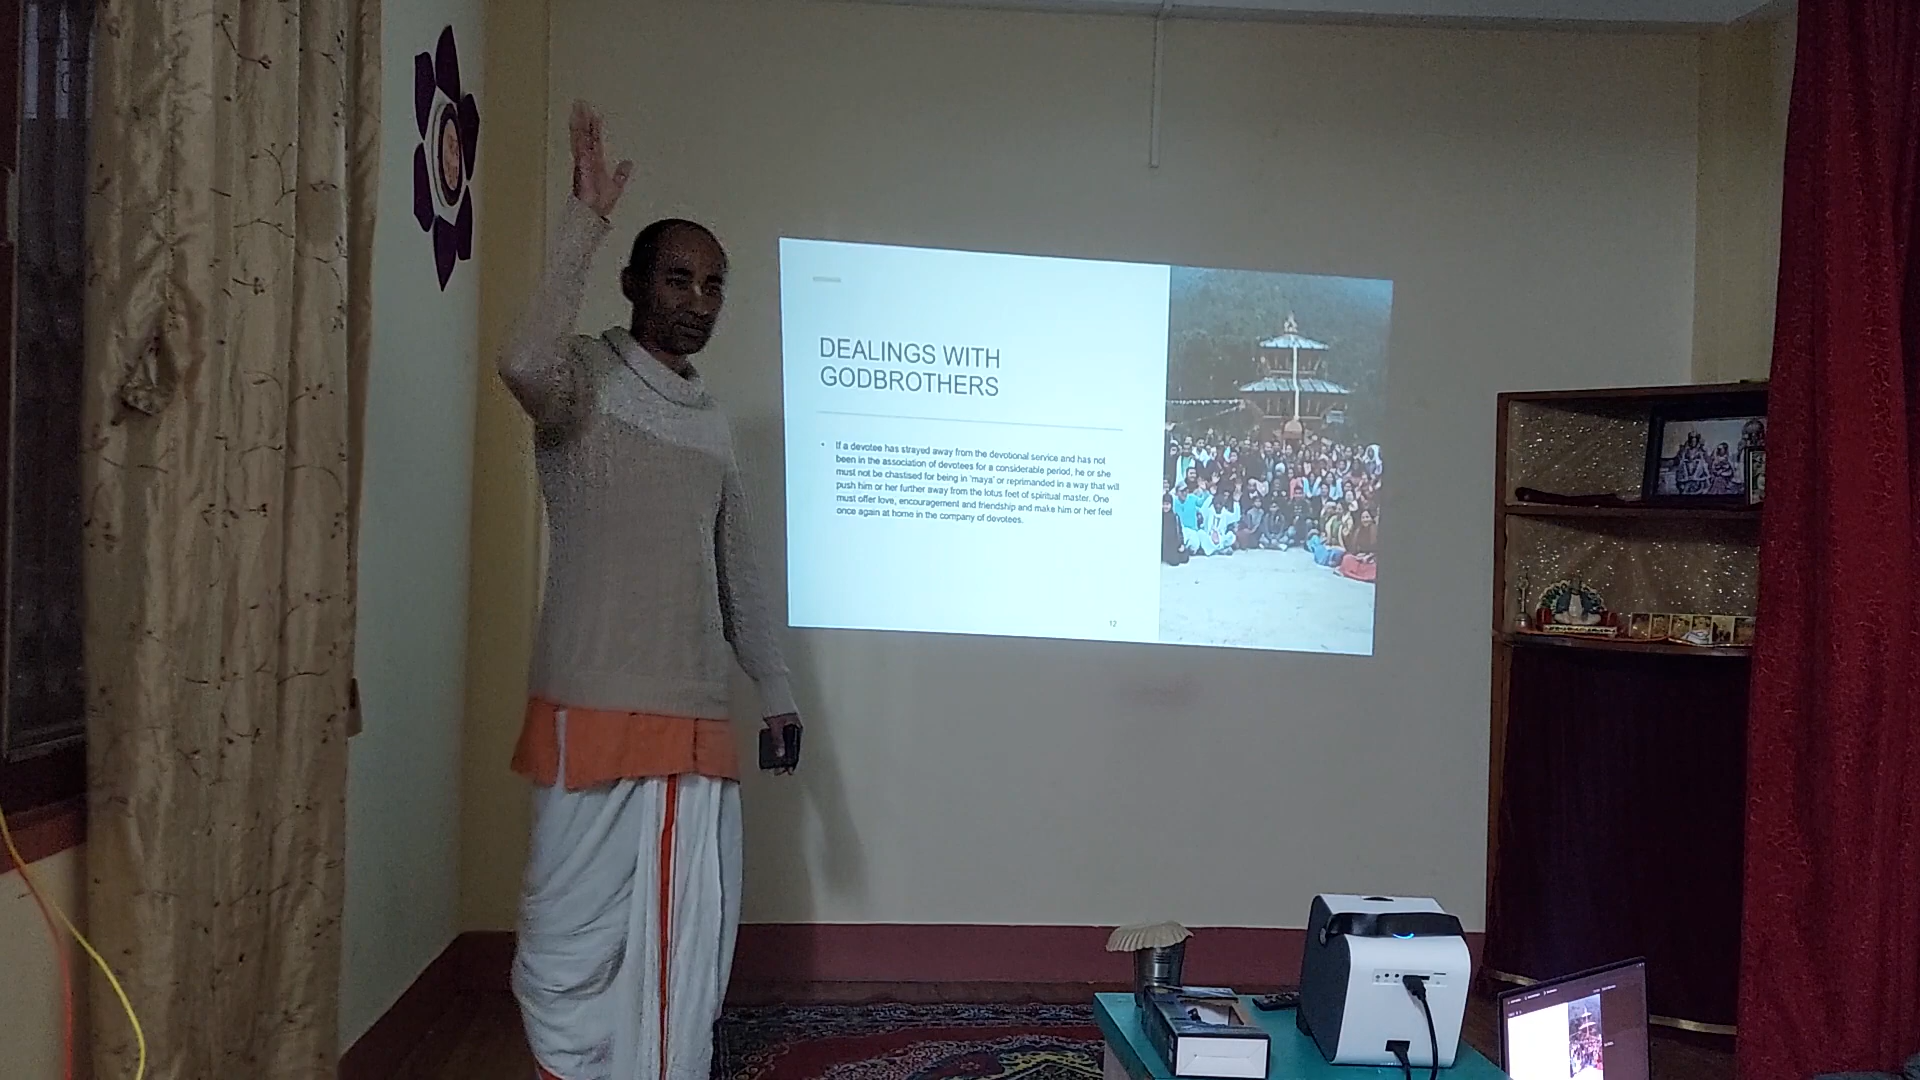 DEALINGS WITH
GODBROTHERS
• If a devotee has strayed away from the devotional service and has not
been in the association of devotees for a considerable period, he or she
must not be chastised for being in 'maya' or reprimanded in a way that will
push him or her further away from the lotus feet of spiritual master. One
must offer love, encouragement and friendship and make him or her feel
once again at home in the company of devotees.
12